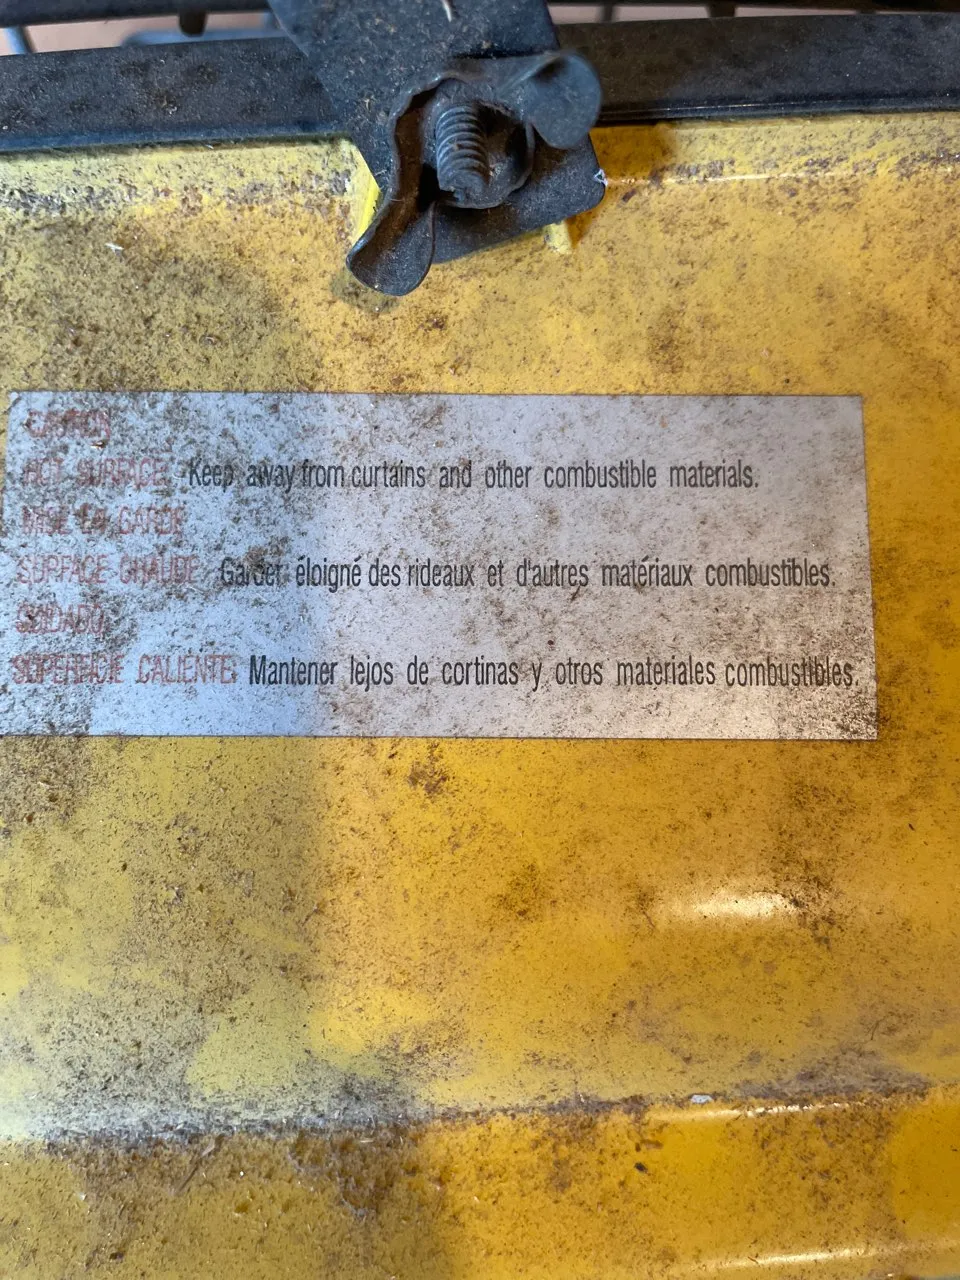 CAUTION
HOT SURFACE: Keep away from curtains and other combustible materials.
MISE EN GARDE
SURFACE CHAUDE: Garder éloigné des rideaux et d'autres matériaux combustibles.
CUIDADO
SUPERFICIE CALIENTE: Mantener lejos de cortinas y otros materiales combustibles.